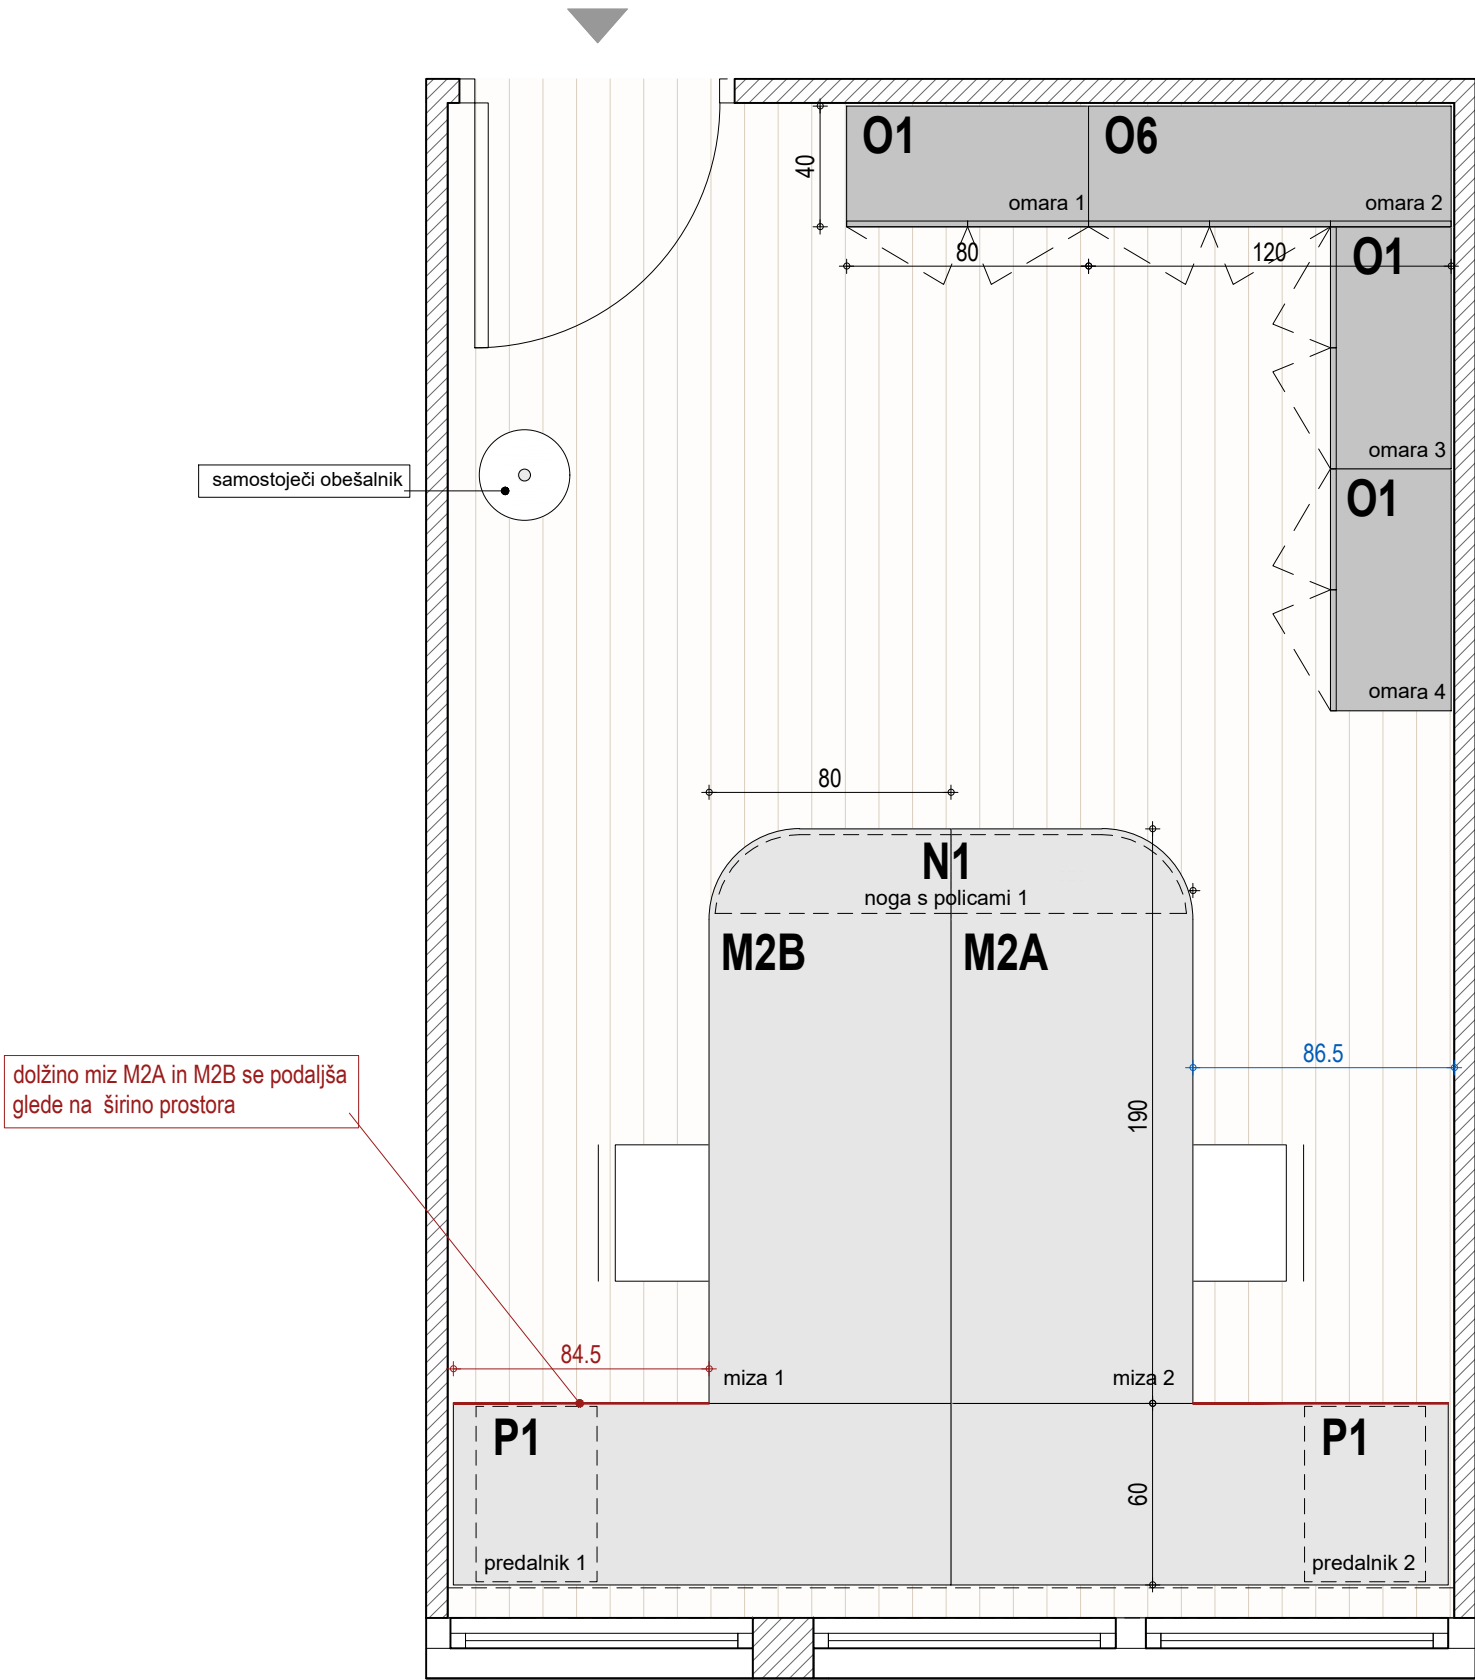 O1
O6
40
omara 1
omara 2
80
120
O1
omara 3
samostoječi obešalnik
O1
omara 4
80
N1
noga s policami 1
M2B
M2A
86.5
dolžino miz M2A in M2B se podaljša
glede na širino prostora
190
84.5
miza 1
miza 2
P1
P1
60
predalnik 1
predalnik 2